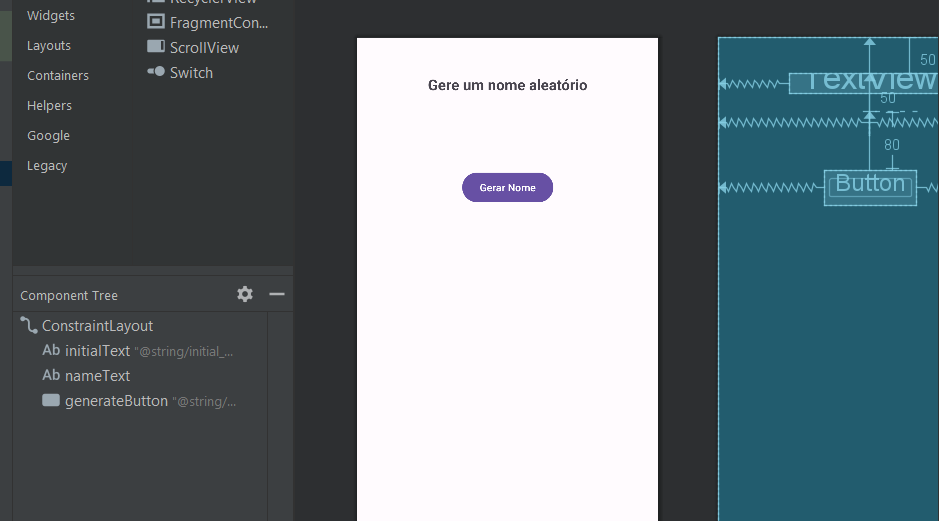 Widgets
Layouts
Containers
Helpers
Google
Legacy
RecyclerView
FragmentCon...
ScrollView
Switch
Component Tree
ConstraintLayout
Ab initialText "@string/initial_...
Ab nameText
generateButton "@string/...
Gere um nome aleatório
Gerar Nome
50
TextView
50
80
Button